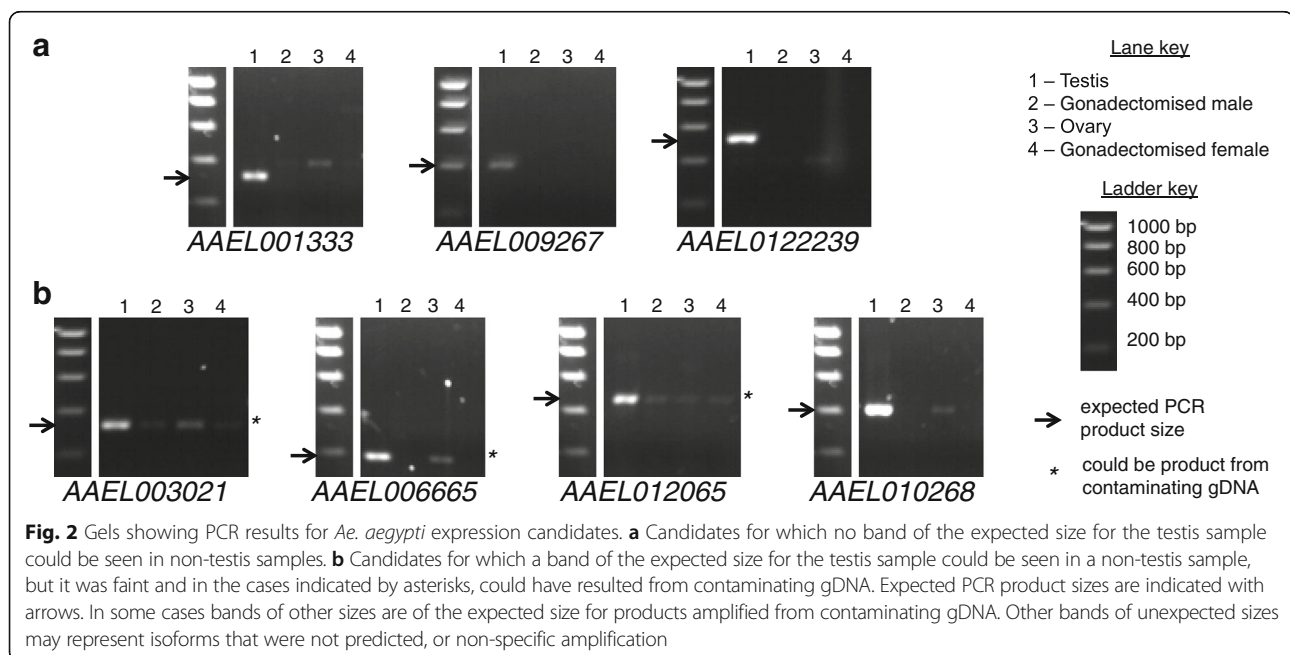 a
1 2 3 4
1 2 3 4
1 2 3 4
AAEL001333
AAEL009267
AAEL0122239
b
1 2 3 4
1 2 3 4
1 2 3 4
1 2 3 4
*
*
*
AAEL003021
AAEL006665
AAEL012065
AAEL010268
Lane key
1 – Testis
2 – Gonadectomised male
3 – Ovary
4 – Gonadectomised female
Ladder key
1000 bp
800 bp
600 bp
400 bp
200 bp
→ expected PCR
product size
* could be product from
contaminating gDNA
Fig. 2 Gels showing PCR results for Ae. aegypti expression candidates. a Candidates for which no band of the expected size for the testis sample
could be seen in non-testis samples. b Candidates for which a band of the expected size for the testis sample could be seen in a non-testis sample,
but it was faint and in the cases indicated by asterisks, could have resulted from contaminating gDNA. Expected PCR product sizes are indicated with
arrows. In some cases bands of other sizes are of the expected size for products amplified from contaminating gDNA. Other bands of unexpected sizes
may represent isoforms that were not predicted, or non-specific amplification